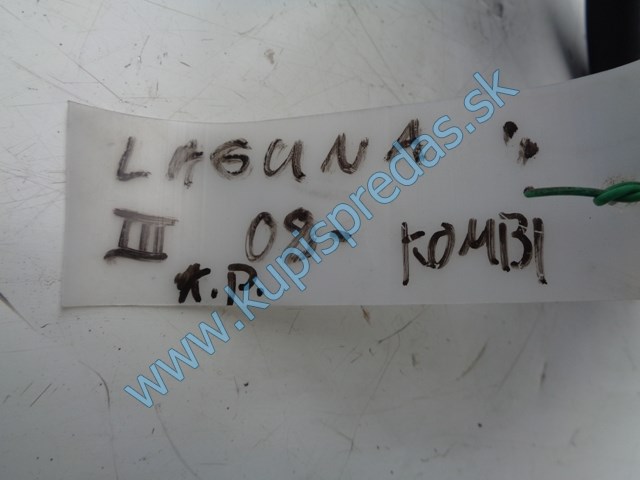 LAGUNA
III 08. KOMBI
K.P.
www.kupispredas.sk